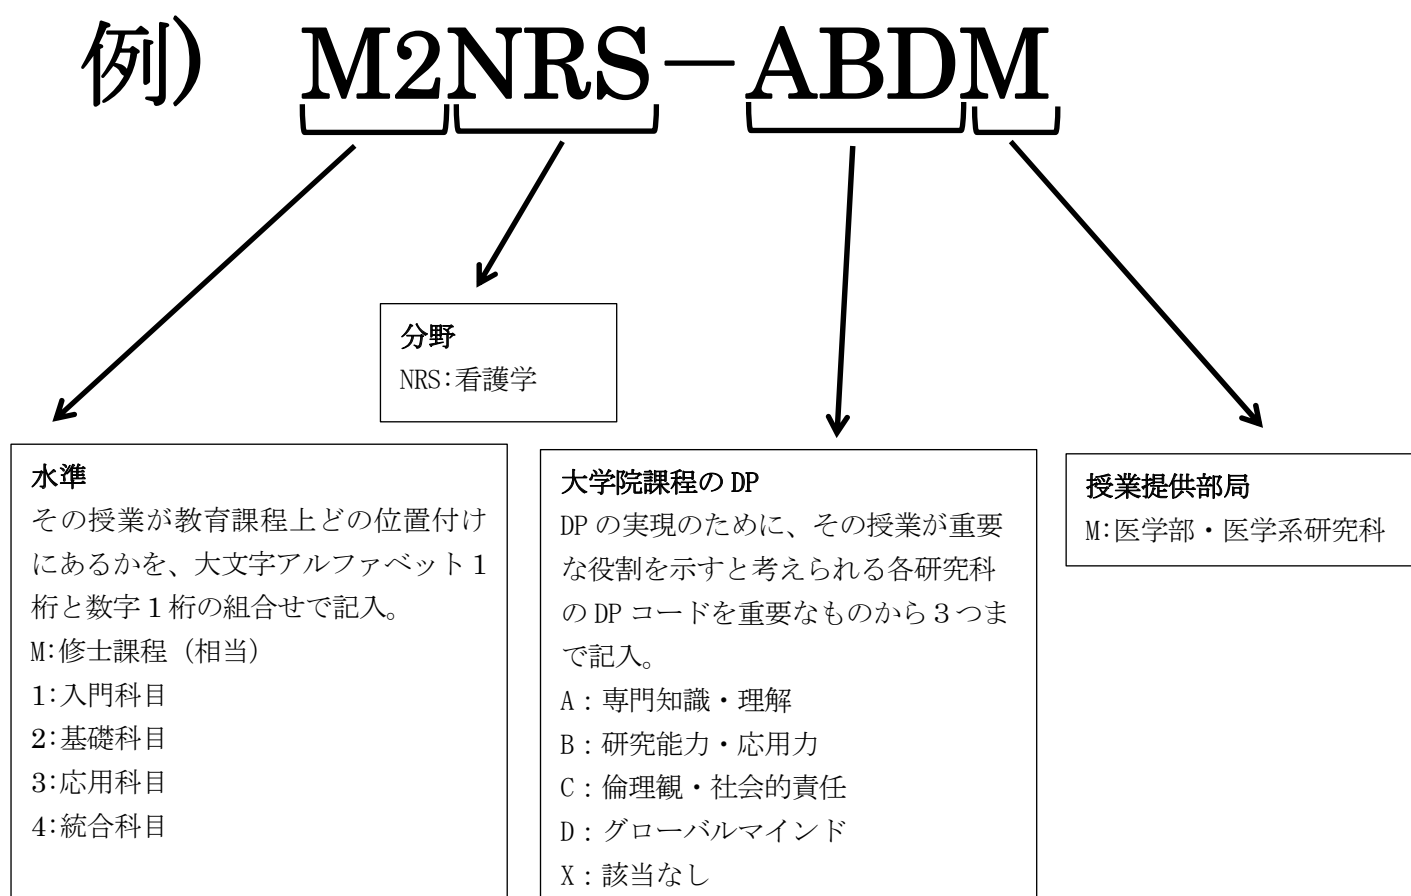 例) M2NRS－ABDM
分野
NRS:看護学
水準
その授業が教育課程上どの位置付け
にあるかを、大文字アルファベット１
桁と数字１桁の組合せで記入。
M:修士課程（相当）
1:入門科目
2:基礎科目
3:応用科目
4:統合科目
大学院課程の DP
DP の実現のために、その授業が重要
な役割を示すと考えられる各研究科
の DP コードを重要なものから３つま
で記入。
A：専門知識・理解
B：研究能力・応用力
C：倫理観・社会的責任
D：グローバルマインド
X：該当なし
授業提供部局
M:医学部・医学系研究科